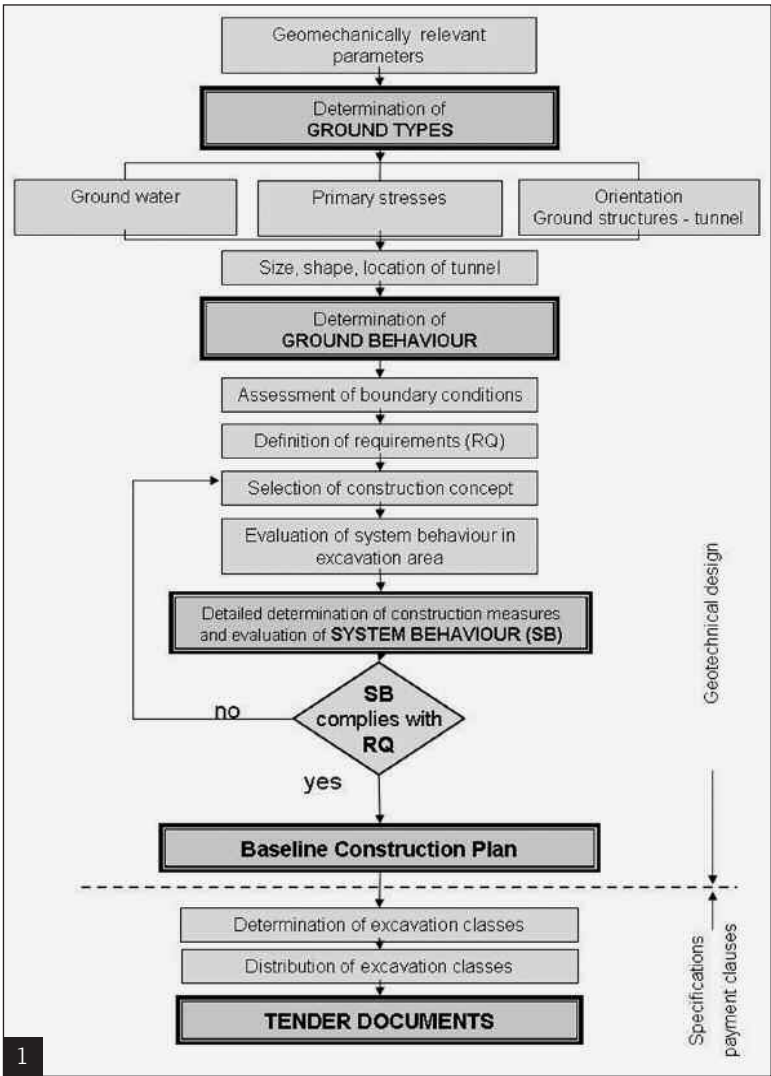 Geomechanically relevant
parameters
Determination of
GROUND TYPES
Ground water
Primary stresses
Orientation
Ground structures - tunnel
Size, shape, location of tunnel
Determination of
GROUND BEHAVIOUR
Assessment of boundary conditions
Definition of requirements (RQ)
Selection of construction concept
Evaluation of system behaviour in
excavation area
Detailed determination of construction measures
and evaluation of SYSTEM BEHAVIOUR (SB)
SB
complies with
RQ
no
yes
Baseline Construction Plan
Geotechnical design
Determination of excavation classes
Distribution of excavation classes
TENDER DOCUMENTS
Specifications
payment clauses
1